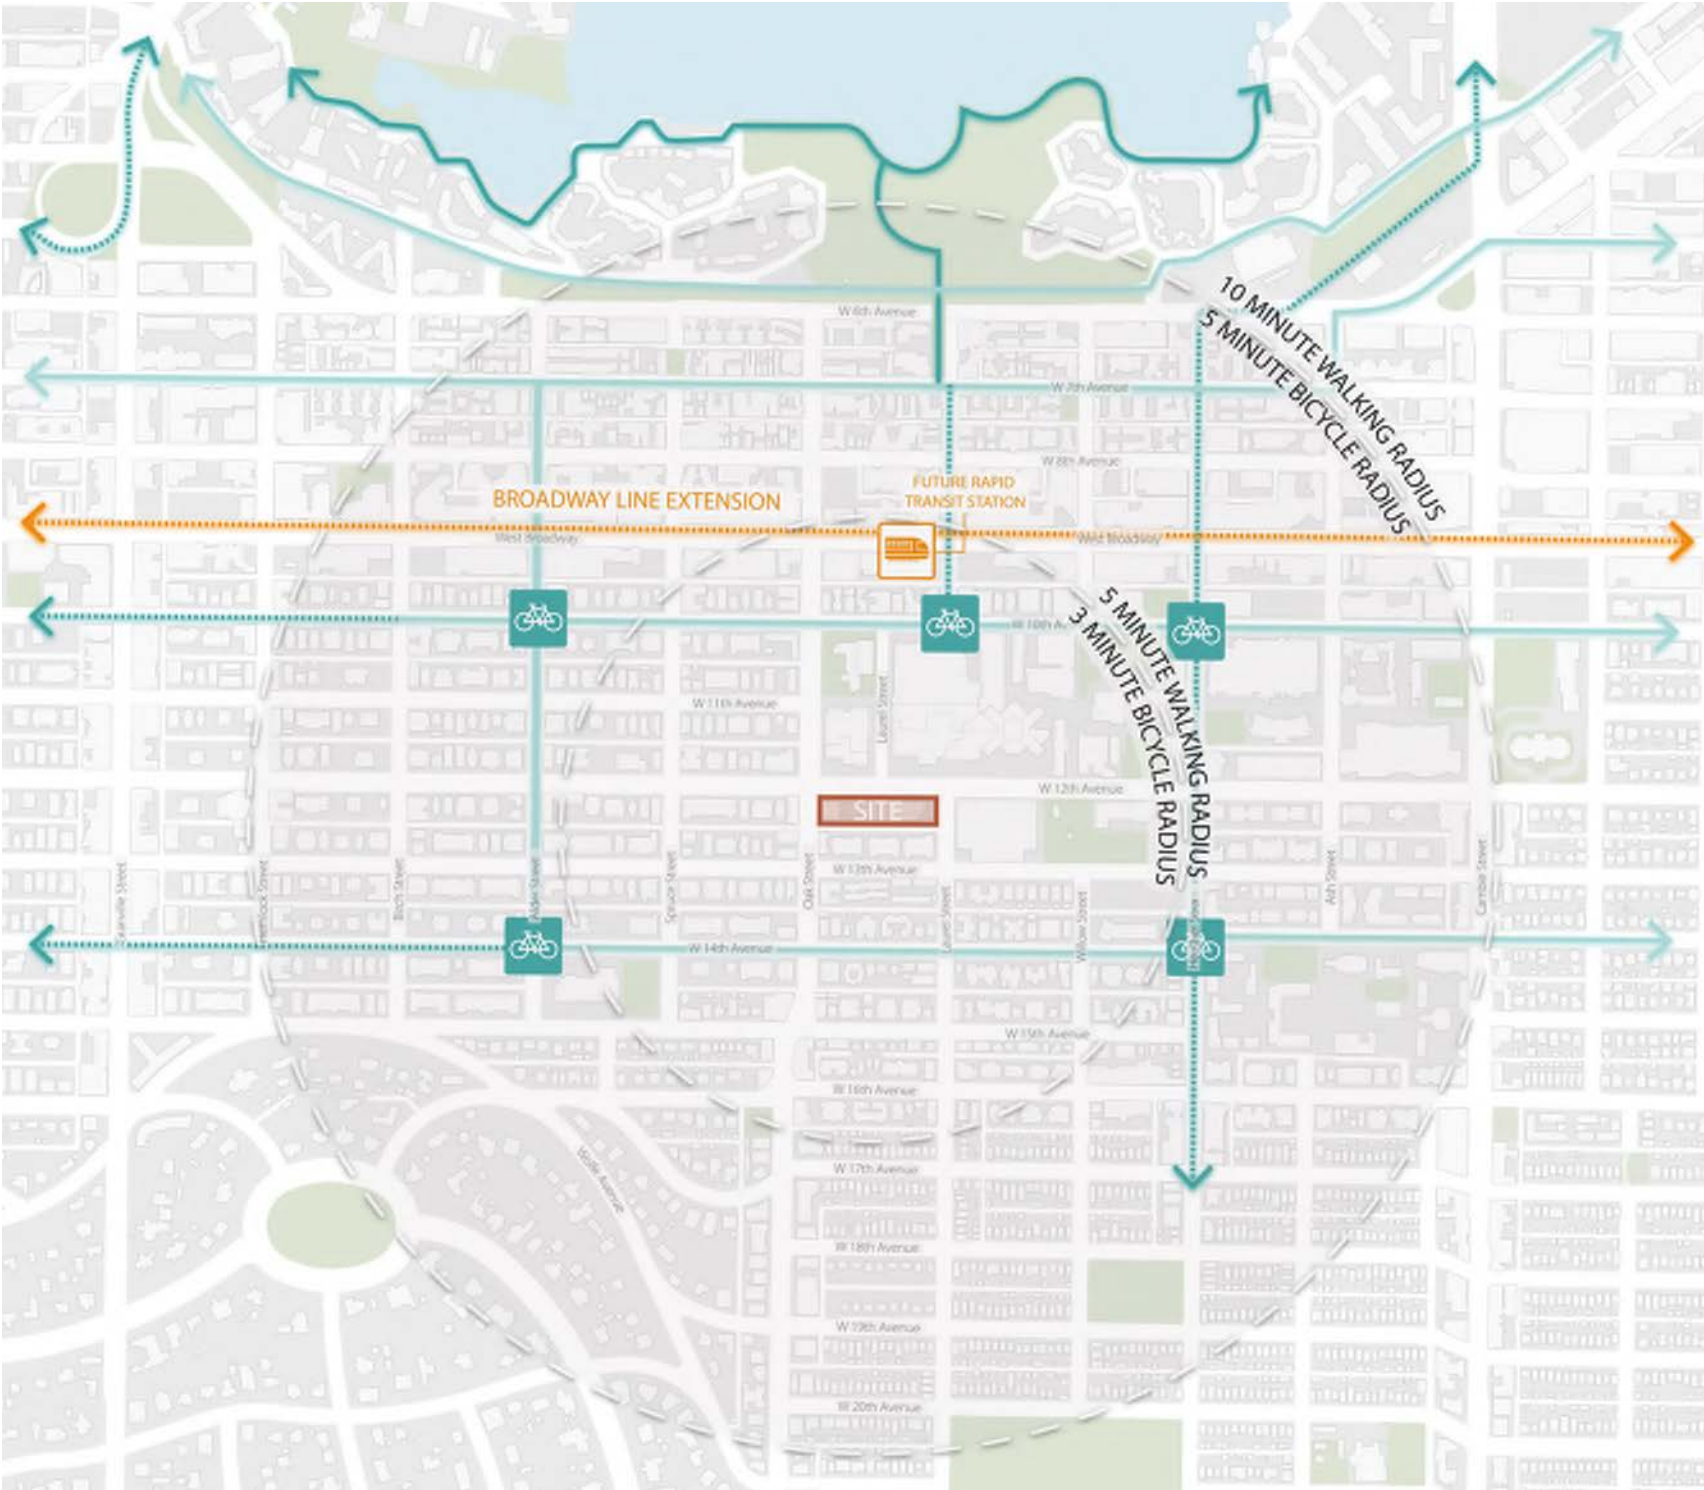 W 6th Avenue
10 MINUTE WALKING RADIUS
5 MINUTE BICYCLE RADIUS
W 7th Avenue
W 8th Avenue
BROADWAY LINE EXTENSION
FUTURE RAPID
TRANSIT STATION
West Broadway
West Broadway
W 10th A
5 MINUTE WALKING RADIUS
3 MINUTE BICYCLE RADIUS
W 11th Avenue
Laurel Street
W 12th Avenue
SITE
W 13th Avenue
Granville Street
Hemlock Street
Birch Street
Alder Street
Spruce Street
Oak Street
Laurel Street
Willow Street
Ash Street
Cambie Street
W 14th Avenue
W 15th Avenue
W 16th Avenue
W 17th Avenue
Wolfe Avenue
W 18th Avenue
W 19th Avenue
W 20th Avenue